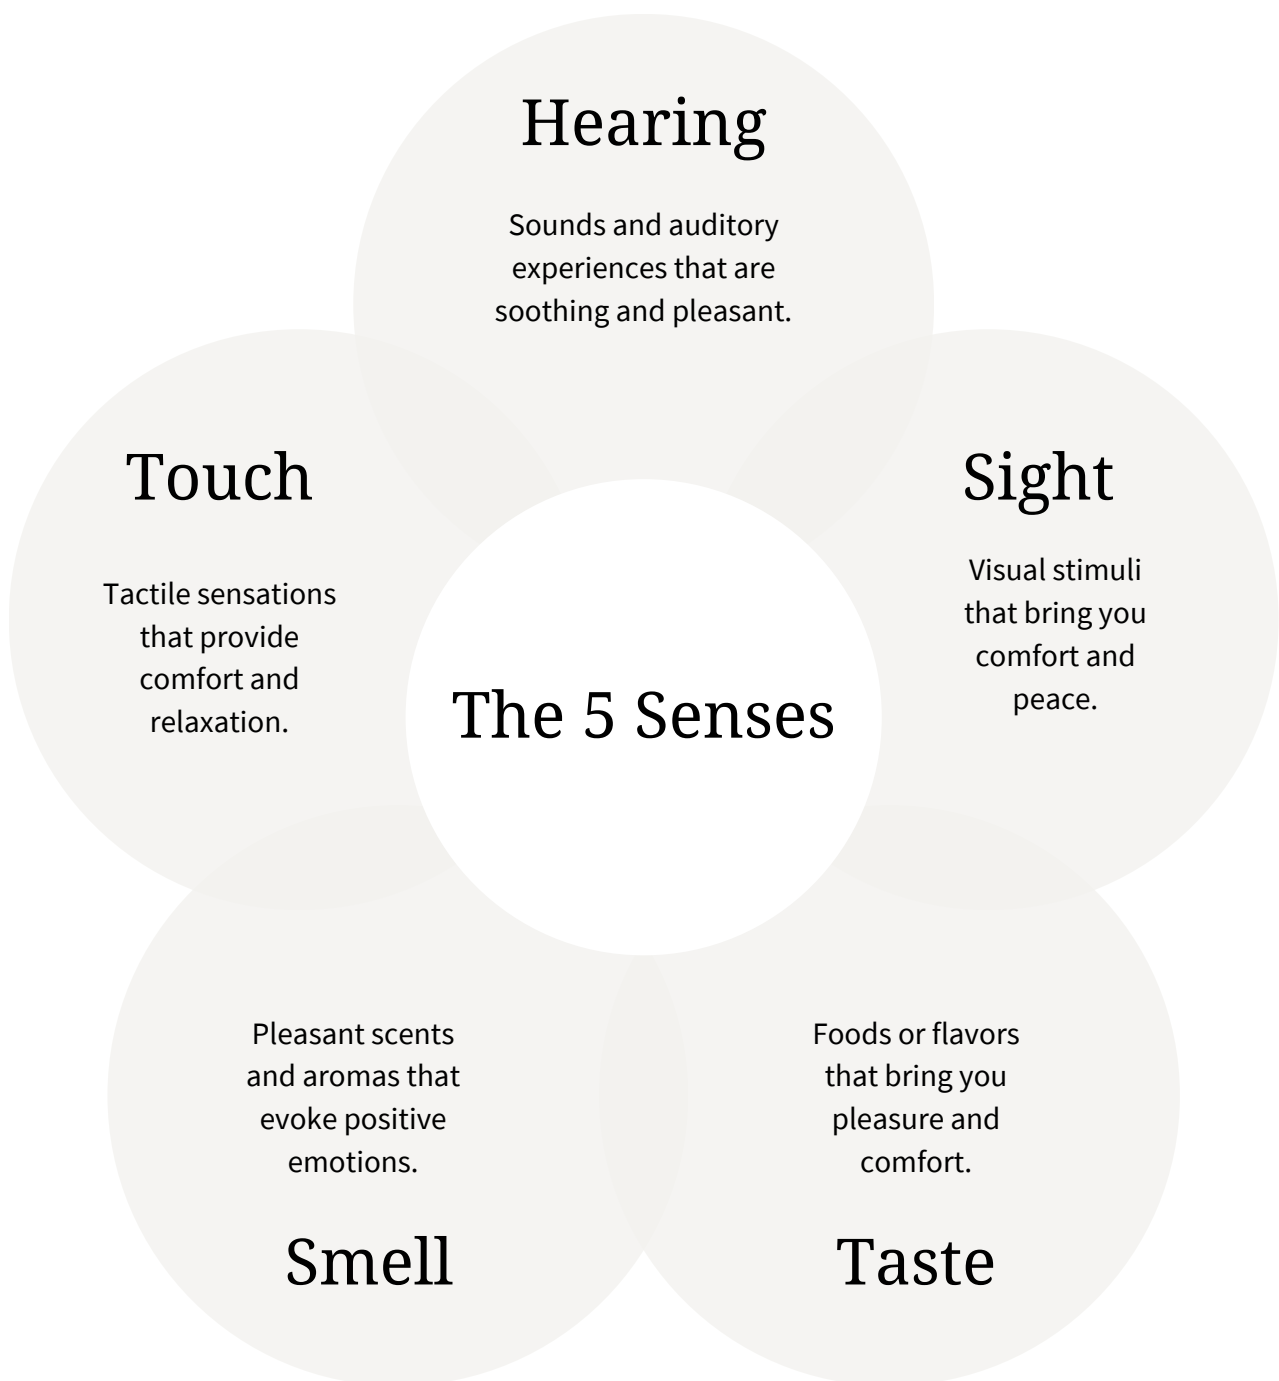 Hearing
Sounds and auditory
experiences that are
soothing and pleasant.
Touch
Tactile sensations
that provide
comfort and
relaxation.
Sight
Visual stimuli
that bring you
comfort and
peace.
The 5 Senses
Pleasant scents
and aromas that
evoke positive
emotions.
Smell
Foods or flavors
that bring you
pleasure and
comfort.
Taste